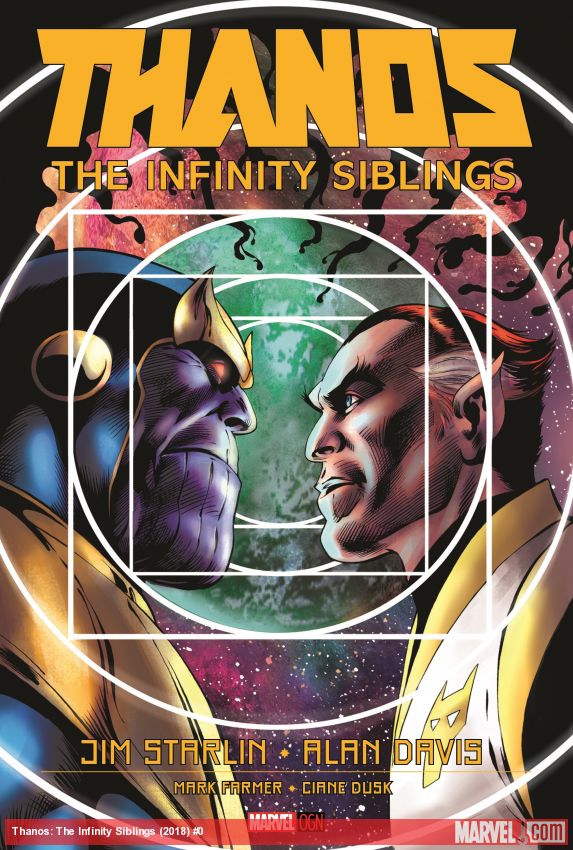 THANOS
THE INFINITY SIBLINGS
JIM STARLIN • ALAN DAVIS
MARK FARMER • CIANE DUSK
MARVEL OGN
Thanos: The Infinity Siblings (2018) #0
MARVEL.com